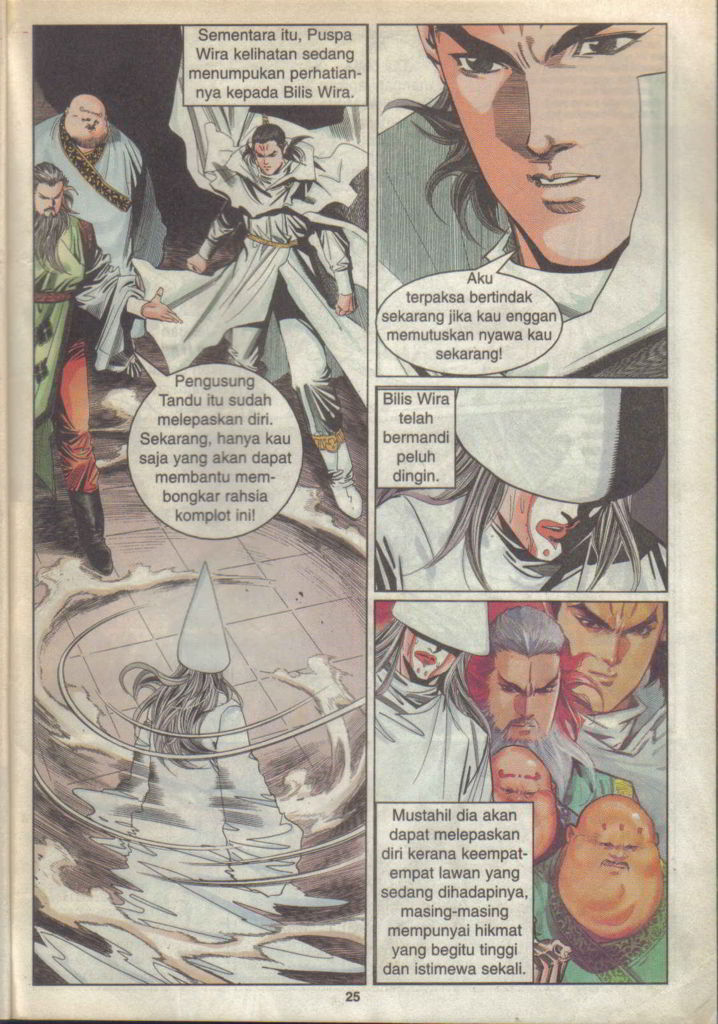 Sementara itu, Puspa
Wira kelihatan sedang
menumpukan perhatian-
nya kepada Bilis Wira.
Pengusung
Tandu itu sudah
melepaskan diri.
Sekarang, hanya kau
saja yang akan dapat
membantu mem-
bongkar rahsia
komplot ini!
Aku
terpaksa bertindak
sekarang jika kau enggan
memutuskan nyawa kau
sekarang!
Bilis Wira
telah
bermandi
peluh
dingin.
Mustahil dia akan
dapat melepaskan
diri kerana keempat-
empat lawan yang
sedang dihadapinya,
masing-masing
mempunyai hikmat
yang begitu tinggi
dan istimewa sekali.
25